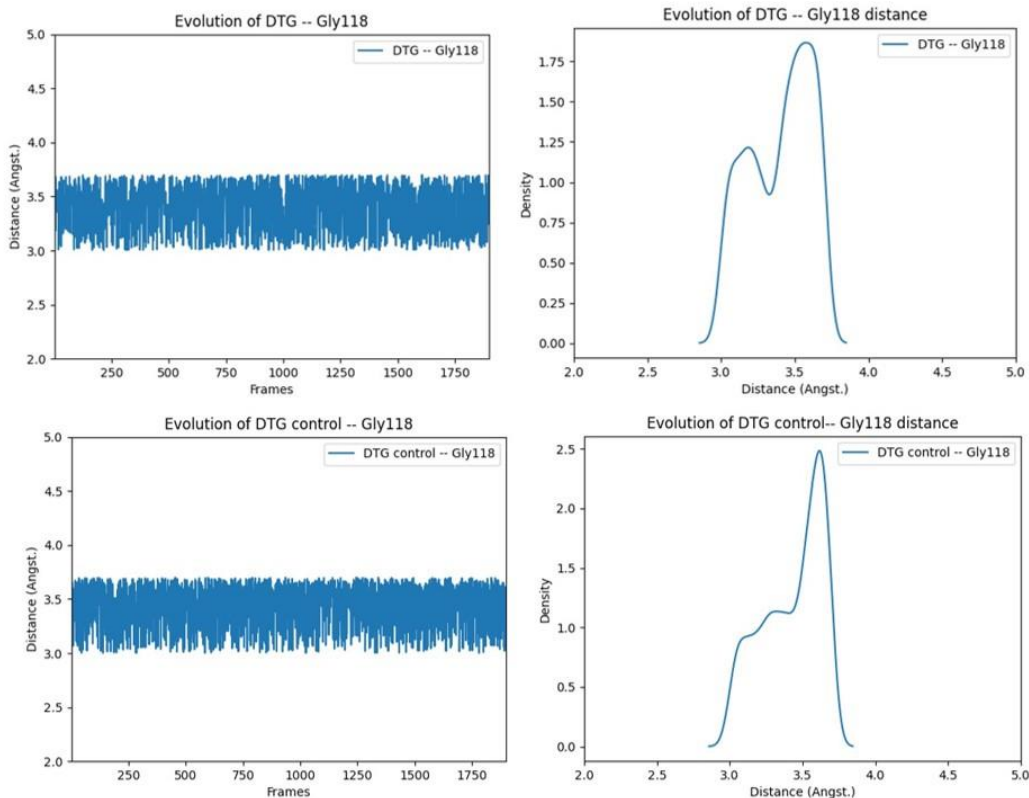 Evolution of DTG -- Gly118
DTG -- Gly118
Distance (Angst.)
5.0
4.5
4.0
3.5
3.0
2.5
2.0
250 500 750 1000 1250 1500 1750
Frames
Evolution of DTG -- Gly118 distance
DTG -- Gly118
Density
1.75
1.50
1.25
1.00
0.75
0.50
0.25
0.00
2.0 2.5 3.0 3.5 4.0 4.5 5.0
Distance (Angst.)
Evolution of DTG control -- Gly118
DTG control -- Gly118
Distance (Angst.)
5.0
4.5
4.0
3.5
3.0
2.5
2.0
250 500 750 1000 1250 1500 1750
Frames
Evolution of DTG control-- Gly118 distance
DTG control -- Gly118
Density
2.5
2.0
1.5
1.0
0.5
0.0
2.0 2.5 3.0 3.5 4.0 4.5 5.0
Distance (Angst.)